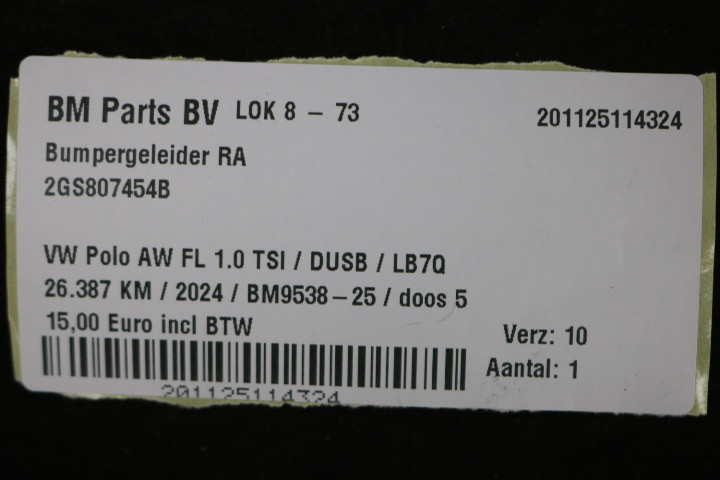 BM Parts BV LOK 8 – 73 201125114324
Bumpergeleider RA
2GS807454B
VW Polo AW FL 1.0 TSI / DUSB / LB7Q
26.387 KM / 2024 / BM9538–25 / doos 5
15,00 Euro incl BTW
Verz: 10
Aantal: 1
201125114324